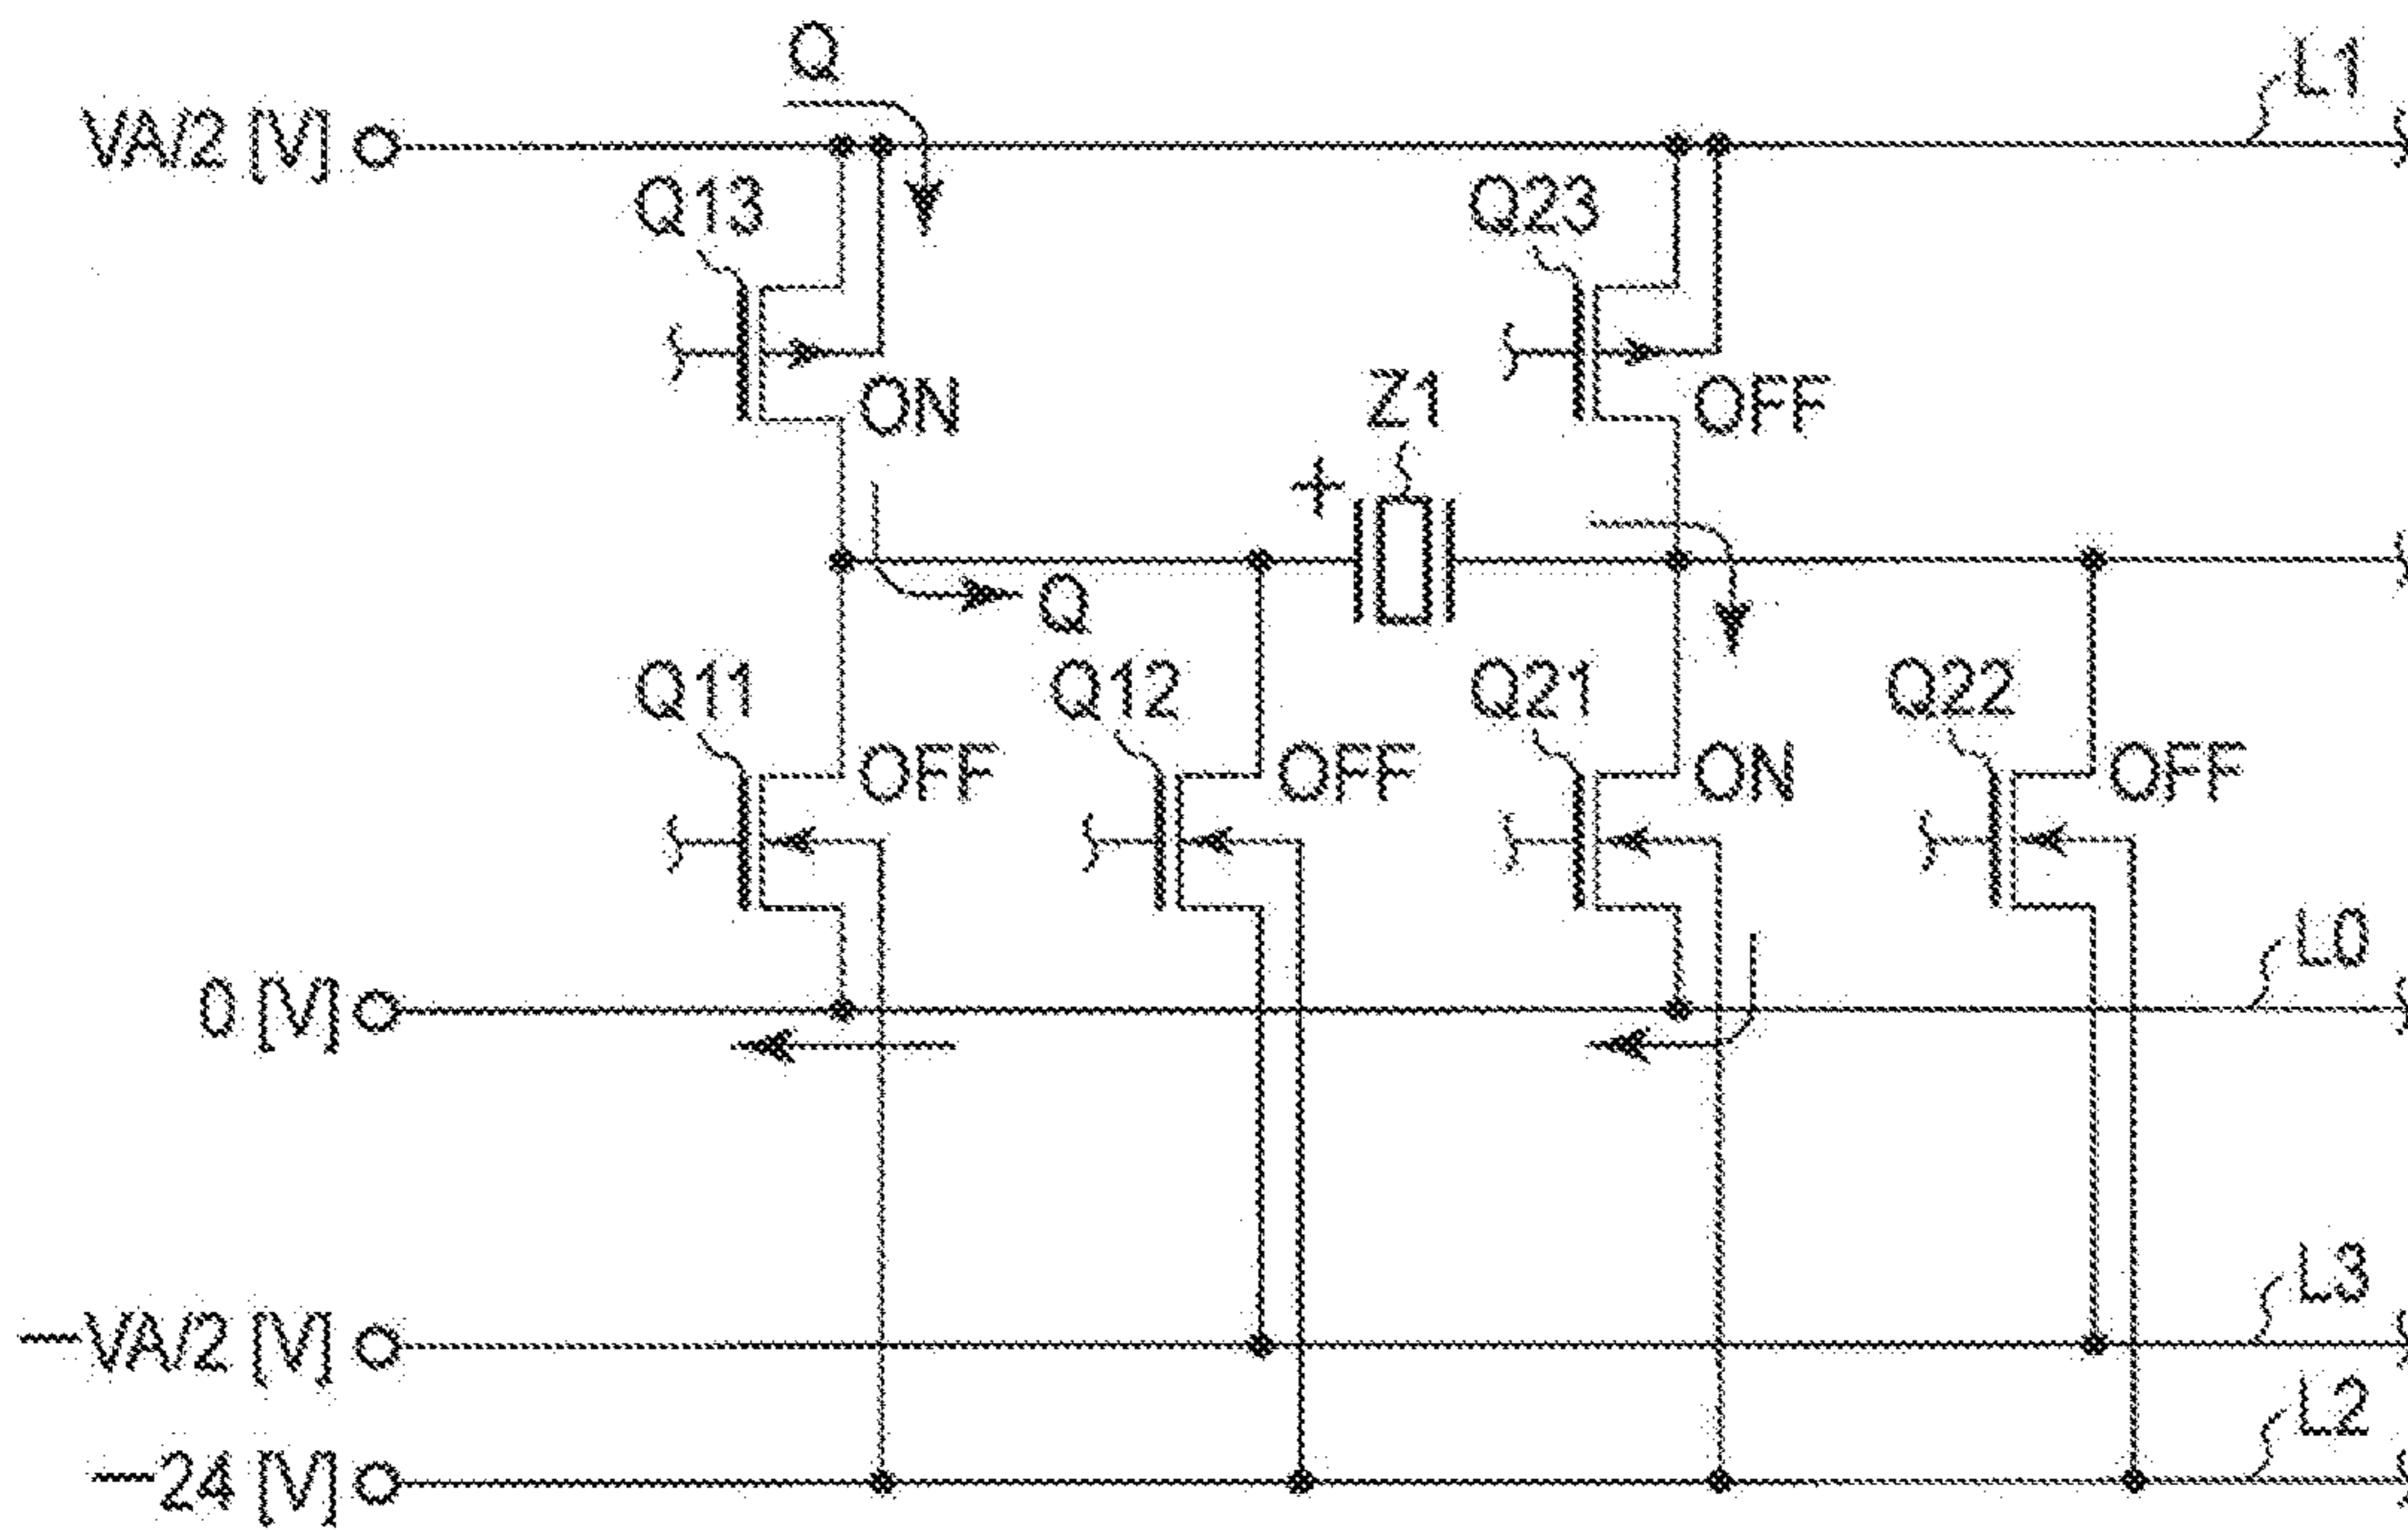 Q
L1
VA/2 [V]
Q13
Q23
ON
Z1
OFF
+
Q
Q11
Q12
Q21
Q22
OFF
OFF
ON
OFF
L0
0 [V]
L3
−VA/2 [V]
L2
−24 [V]